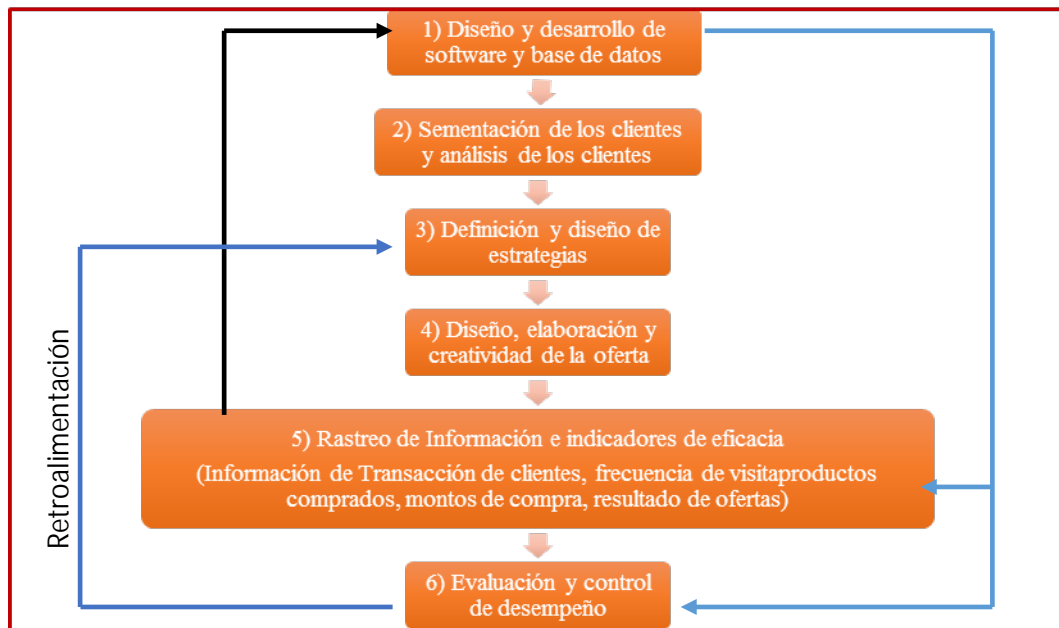 1) Diseño y desarrollo de
software y base de datos
2) Sementación de los clientes
y análisis de los clientes
3) Definición y diseño de
estrategias
4) Diseño, elaboración y
creatividad de la oferta
5) Rastreo de Información e indicadores de eficacia
(Información de Transacción de clientes, frecuencia de visitaproductos
comprados, montos de compra, resultado de ofertas)
6) Evaluación y control
de desempeño
Retroalimentación